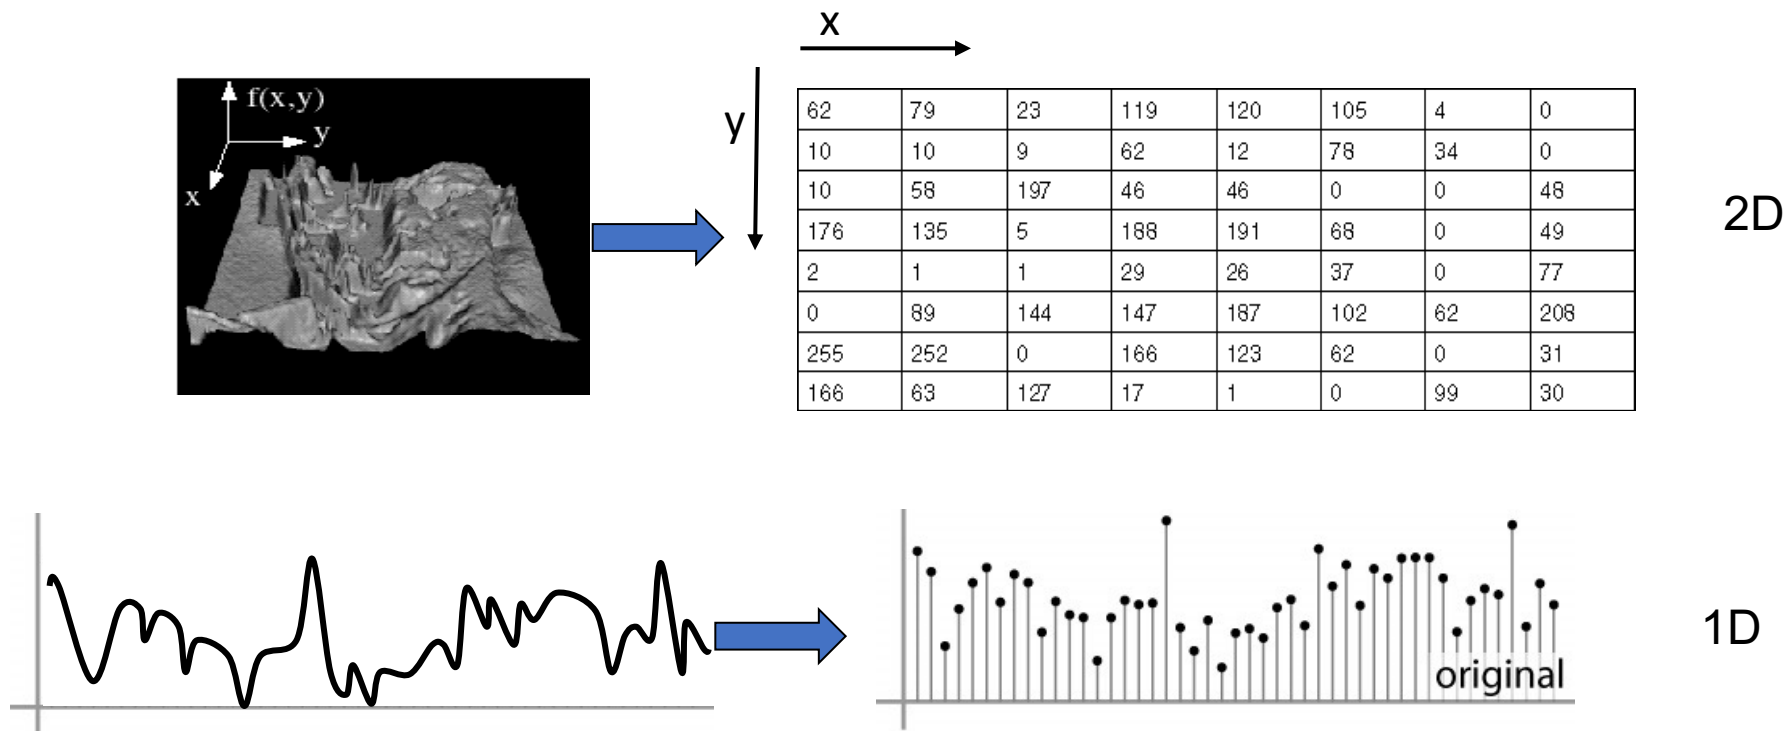 x
f(x,y)
y
x
y
62 79 23 119 120 105 4 0
10 10 9 62 12 78 34 0
10 58 197 46 46 0 0 48
176 135 5 188 191 68 0 49
2 1 1 29 26 37 0 77
0 89 144 147 187 102 62 208
255 252 0 166 123 62 0 31
166 63 127 17 1 0 99 30
2D
original
1D